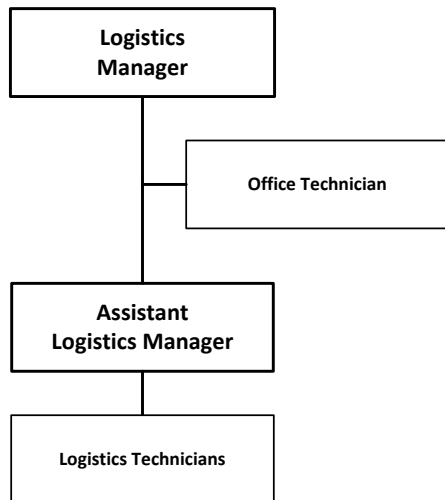 Logistics
Manager
Office Technician
Assistant
Logistics Manager
Logistics Technicians